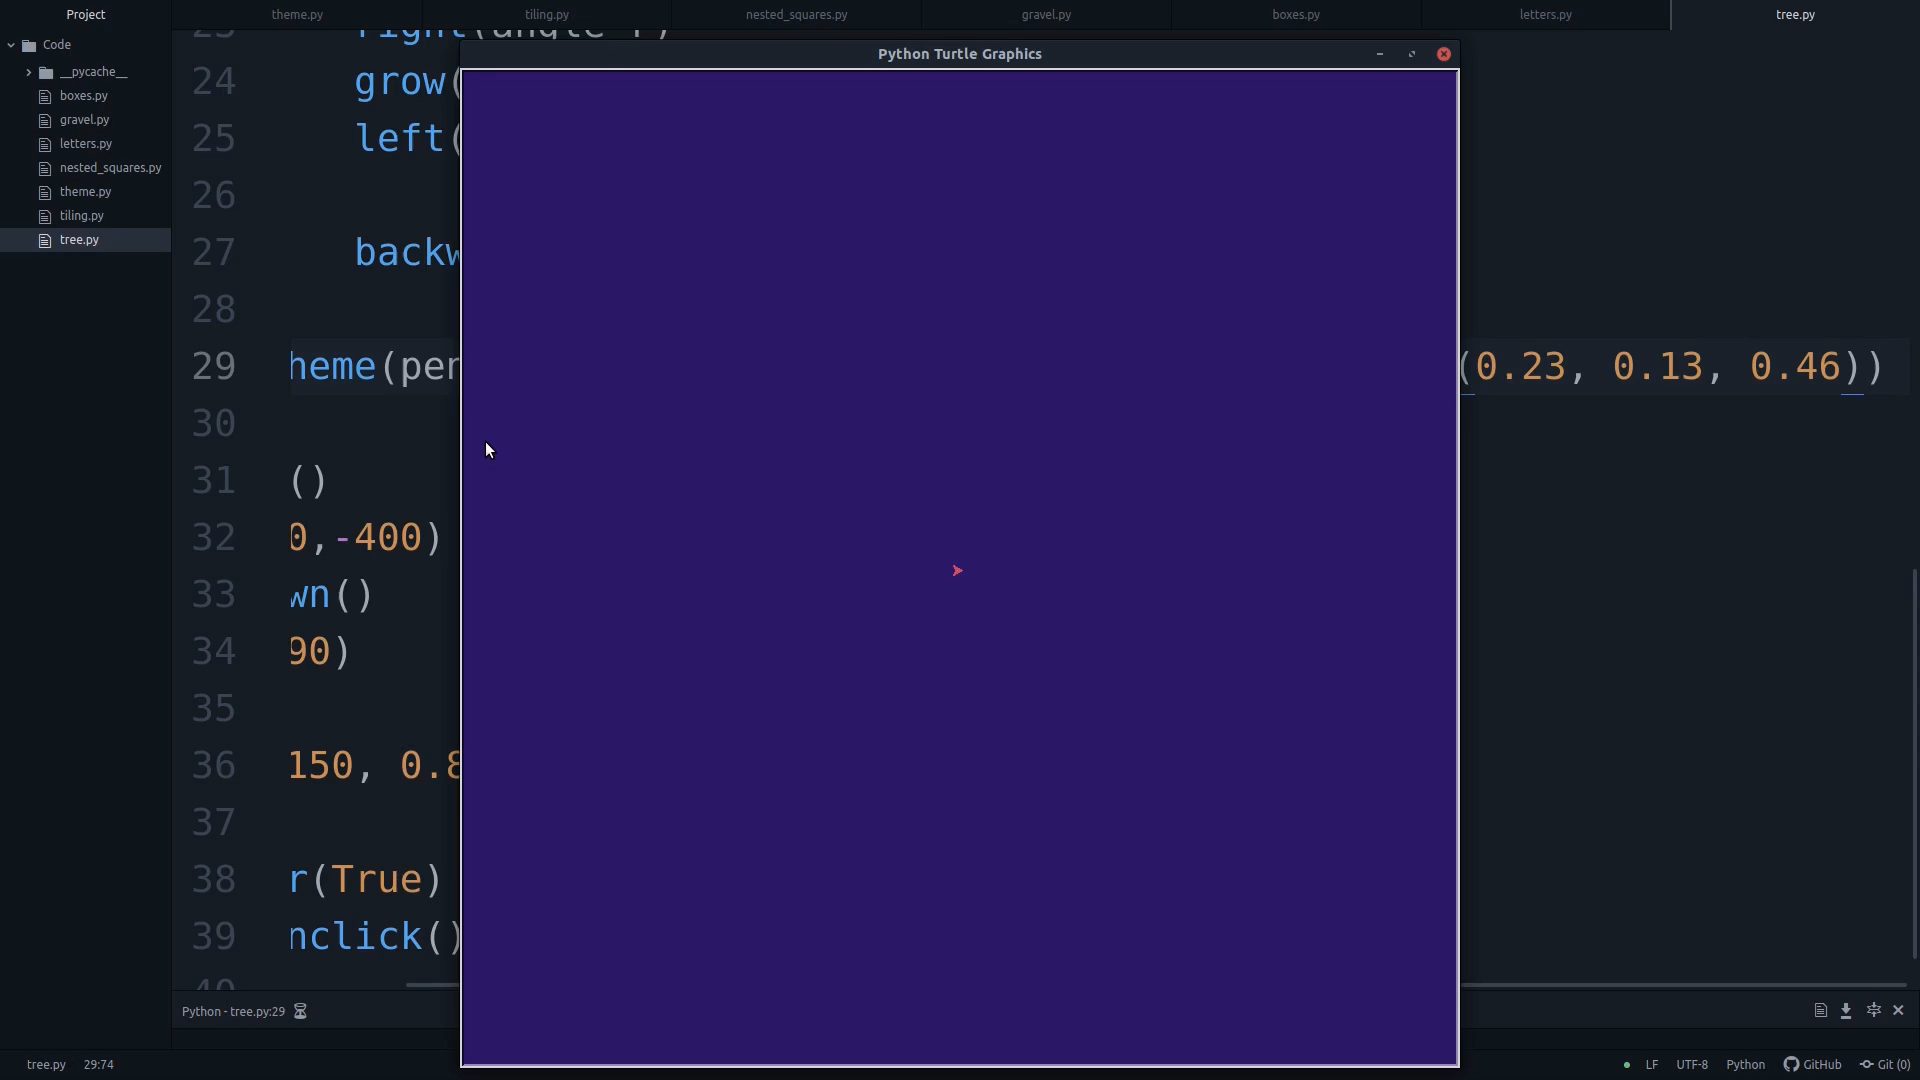 Project
theme.py
tiling.py
nested_squares.py
gravel.py
boxes.py
letters.py
tree.py
Code
__pycache__
boxes.py
gravel.py
letters.py
nested_squares.py
theme.py
tiling.py
tree.py
Python Turtle Graphics
24 grow(
25 left(
26
27 backw
28
29 heme(pen (0.23, 0.13, 0.46))
30
31 ()
32 0,-400)
33 wn()
34 90)
35
36 150, 0.8
37
38 r(True)
39 nclick()
Python - tree.py:29
tree.py 29:74
LF UTF-8 Python GitHub Git (0)